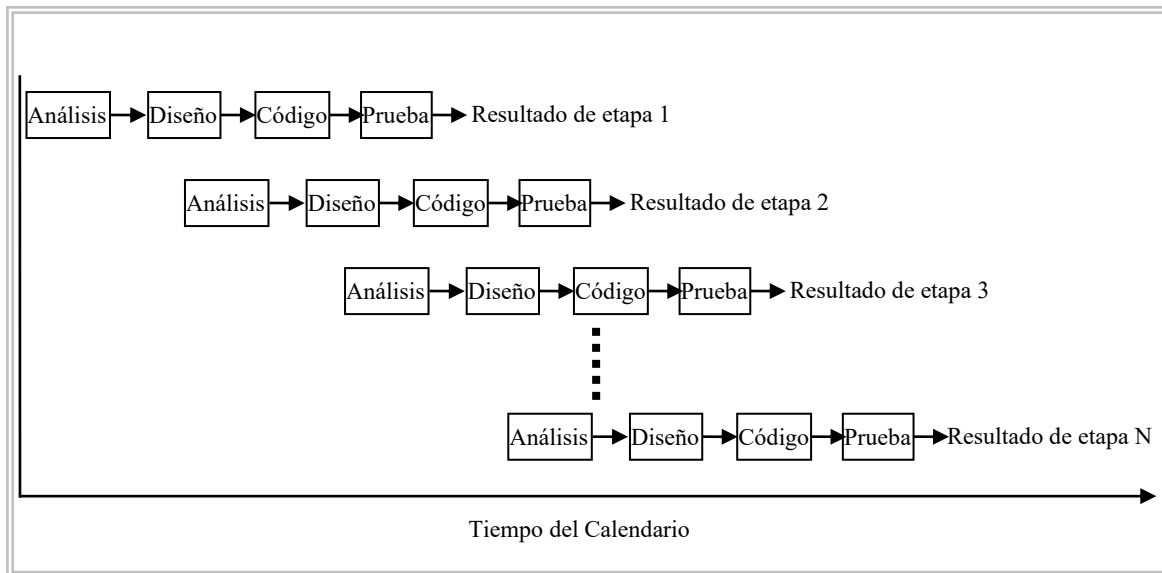 Análisis Diseño Código Prueba Resultado de etapa 1
Análisis Diseño Código Prueba Resultado de etapa 2
Análisis Diseño Código Prueba Resultado de etapa 3
Análisis Diseño Código Prueba Resultado de etapa N
Tiempo del Calendario